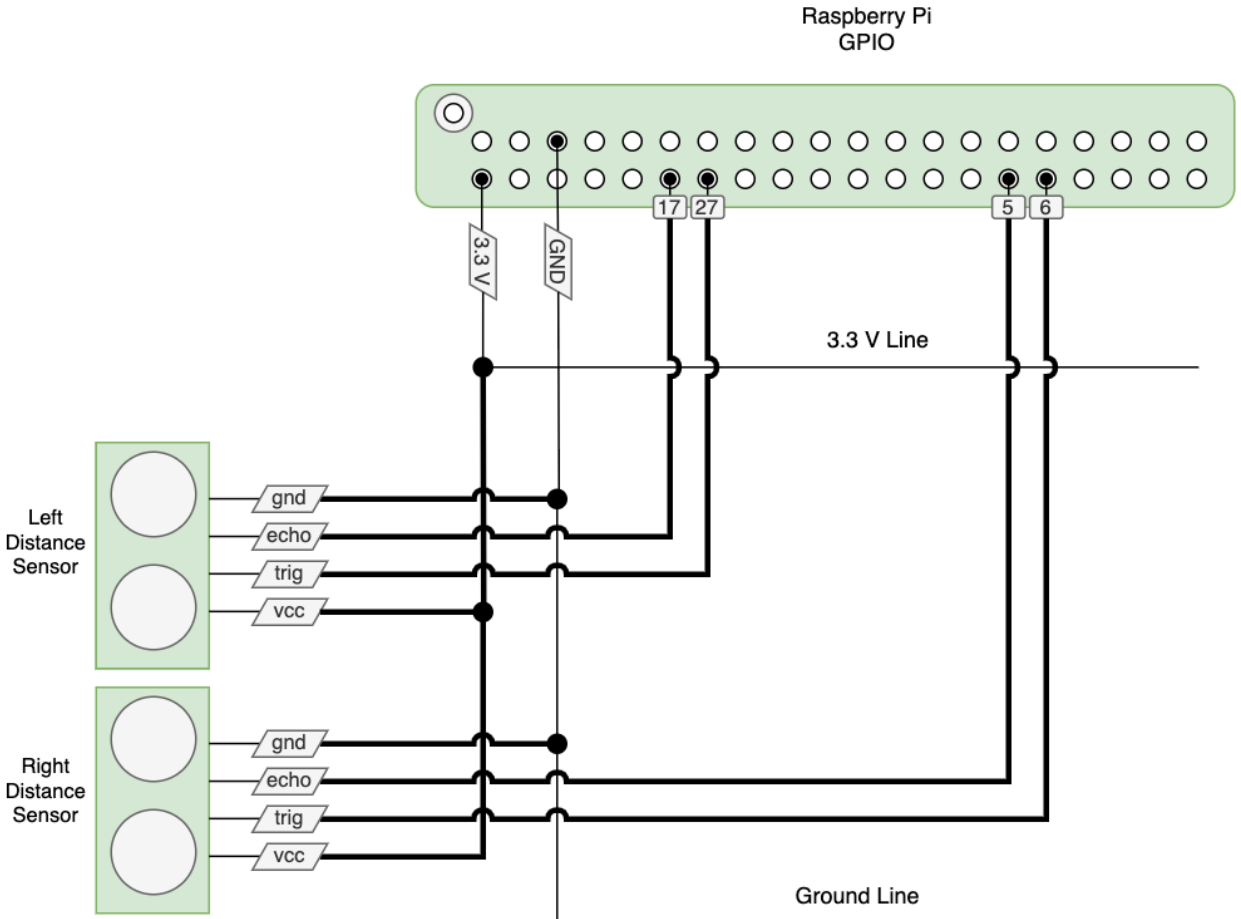 Raspberry Pi
GPIO
17
27
5
6
3.3 V
GND
3.3 V Line
Left
Distance
Sensor
gnd
echo
trig
vcc
Right
Distance
Sensor
gnd
echo
trig
vcc
Ground Line